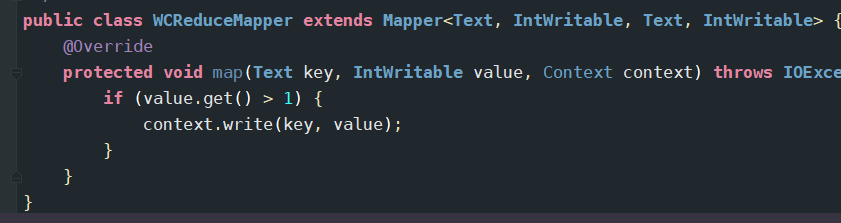 public class WCReduceMapper extends Mapper<Text, IntWritable, Text, IntWritable> {
@Override
protected void map(Text key, IntWritable value, Context context) throws IOExce
if (value.get() > 1) {
context.write(key, value);
}
}
}